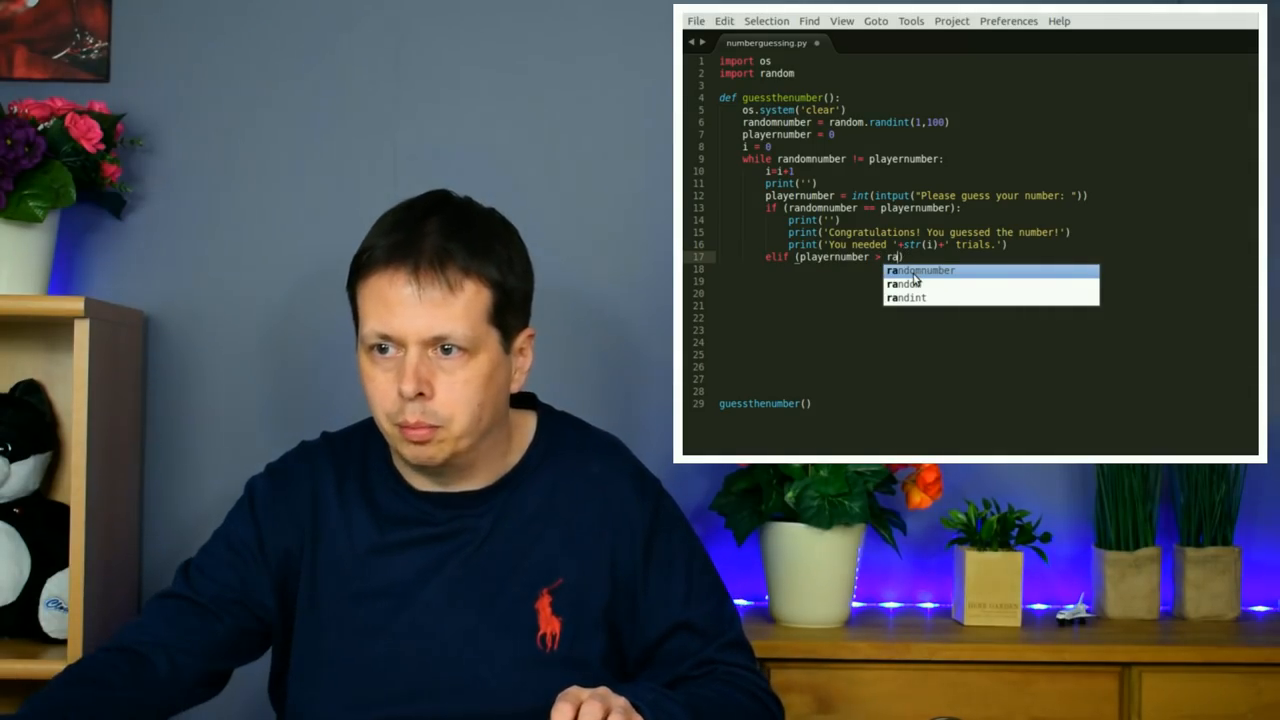 File Edit Selection Find View Goto Tools Project Preferences Help
numberguessing.py
1 import os
2 import random
3
4 def guessthenumber():
5 os.system('clear')
6 randomnumber = random.randint(1,100)
7 playernumber = 0
8 i = 0
9 while randomnumber != playernumber:
10 i=i+1
11 print('')
12 playernumber = int(intput("Please guess your number: "))
13 if (randomnumber == playernumber):
14 print('')
15 print('Congratulations! You guessed the number!')
16 print('You needed '+str(i)+' trials.')
17 elif (playernumber > ra)
18 randomnumber
19 random
20 randint
21
22
23
24
25
26
27
28
29 guessthenumber()
HERB GARDEN